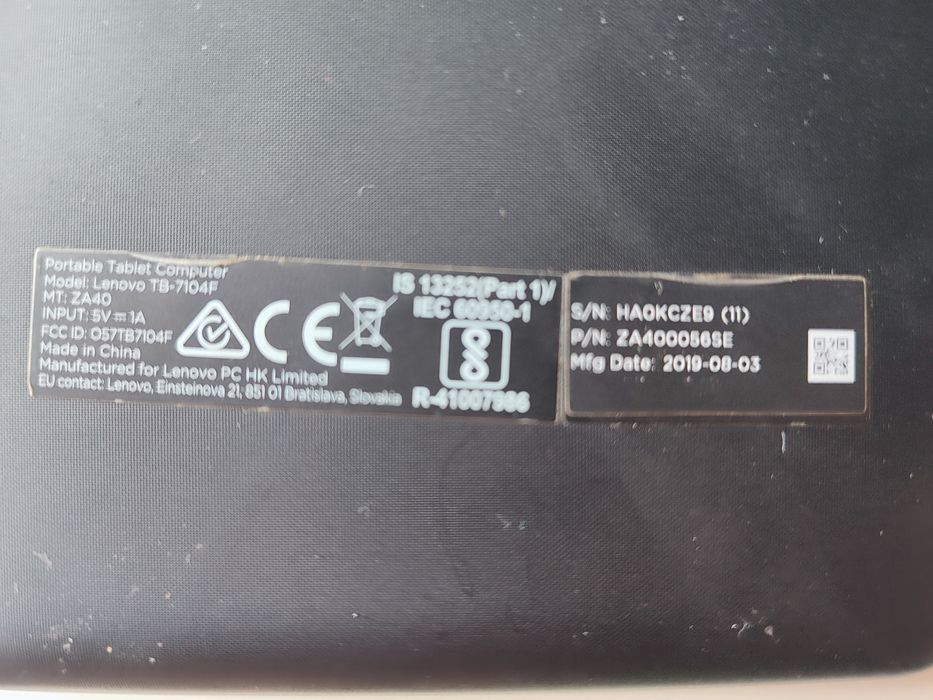 Portable Tablet Computer
Model: Lenovo TB-7104F
MT: ZA40
INPUT: 5V⎓1A
FCC ID: O57TB7104F
Made in China
Manufactured for Lenovo PC HK Limited
EU contact: Lenovo, Einsteinova 21, 851 01 Bratislava, Slovakia
CE
IS 13252(Part 1)/
IEC 60950-1
R-41007986
S/N: HA0KCZE9 (11)
P/N: ZA400056SE
Mfg Date: 2019-08-03